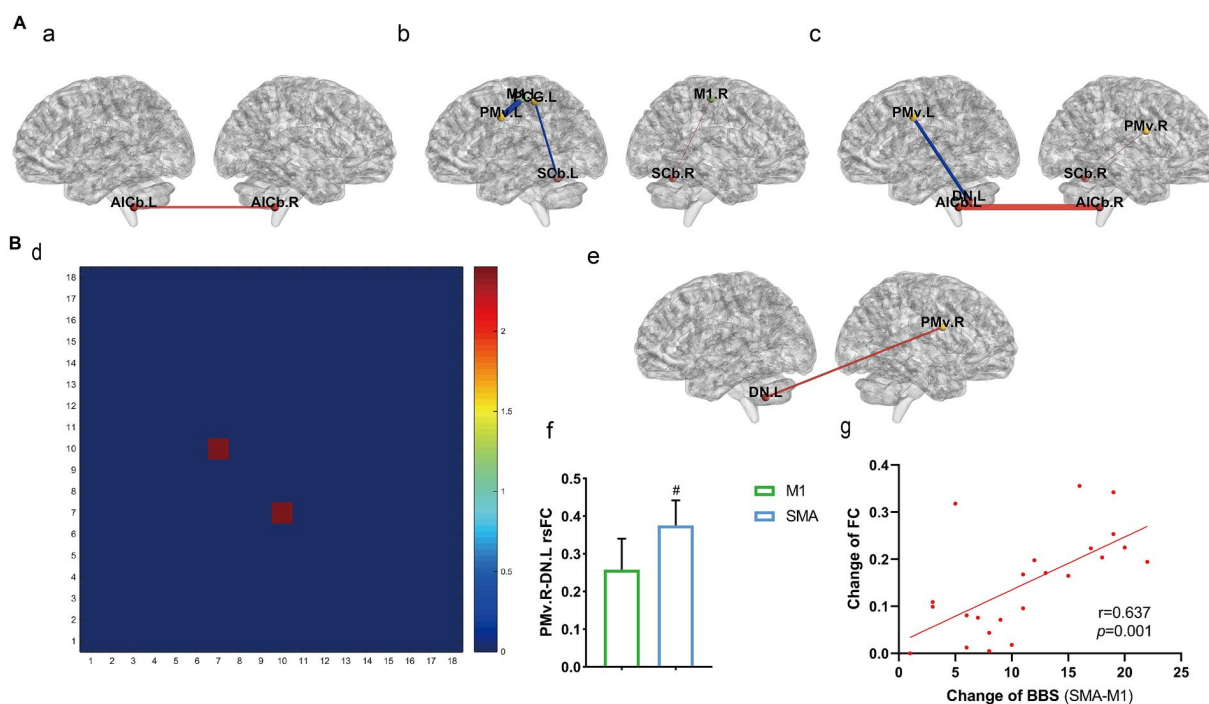 A
a
b
c
AICb.L
AICb.R
M1.L
PCG.L
PMv.L
SCb.L
M1.R
SCb.R
PMv.L
DN.L
AICb.L
PMv.R
SCb.R
AICb.R
B
d
18
17
16
15
14
13
12
11
10
9
8
7
6
5
4
3
2
1
1 2 3 4 5 6 7 8 9 10 11 12 13 14 15 16 17 18
2
1.5
1
0.5
0
e
PMv.R
DN.L
f
PMv.R-DN.L rsFC
0.5
0.4
0.3
0.2
0.1
0.0
#
M1
SMA
g
Change of FC
0.4
0.3
0.2
0.1
0.0
r=0.637
p=0.001
0 5 10 15 20 25
Change of BBS (SMA-M1)